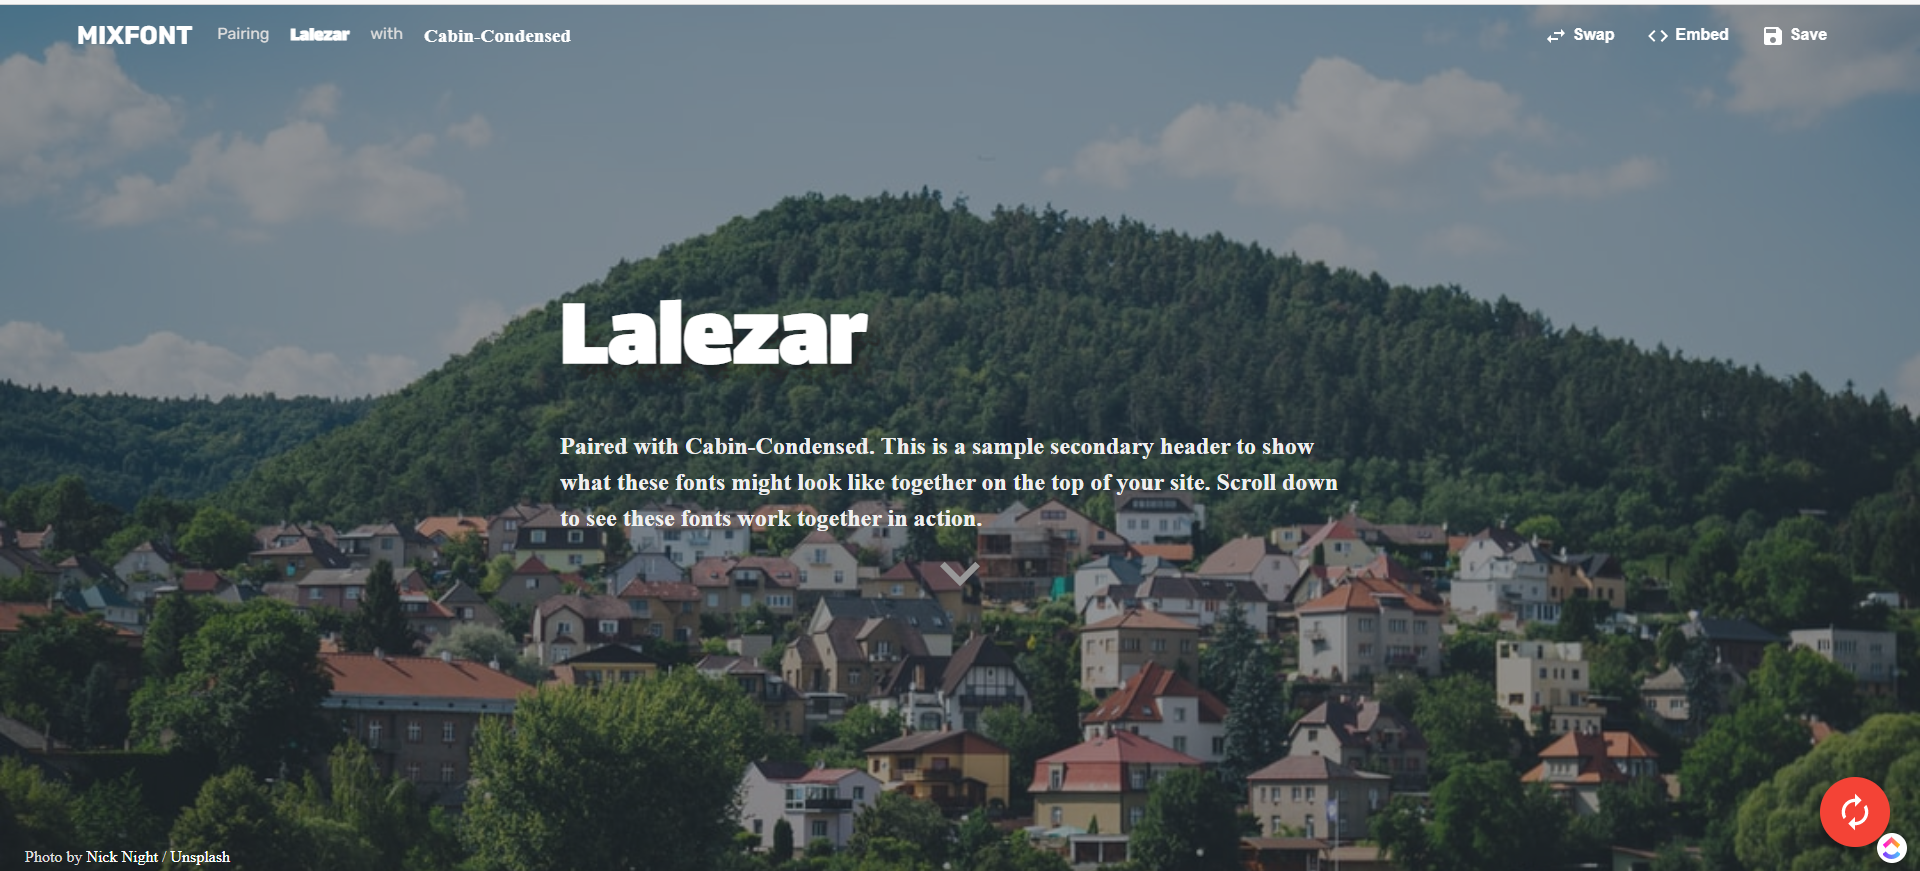 MIXFONT Pairing Lalezar with Cabin-Condensed Swap Embed Save
Lalezar
Paired with Cabin-Condensed. This is a sample secondary header to show
what these fonts might look like together on the top of your site. Scroll down
to see these fonts work together in action.
Photo by Nick Night / Unsplash